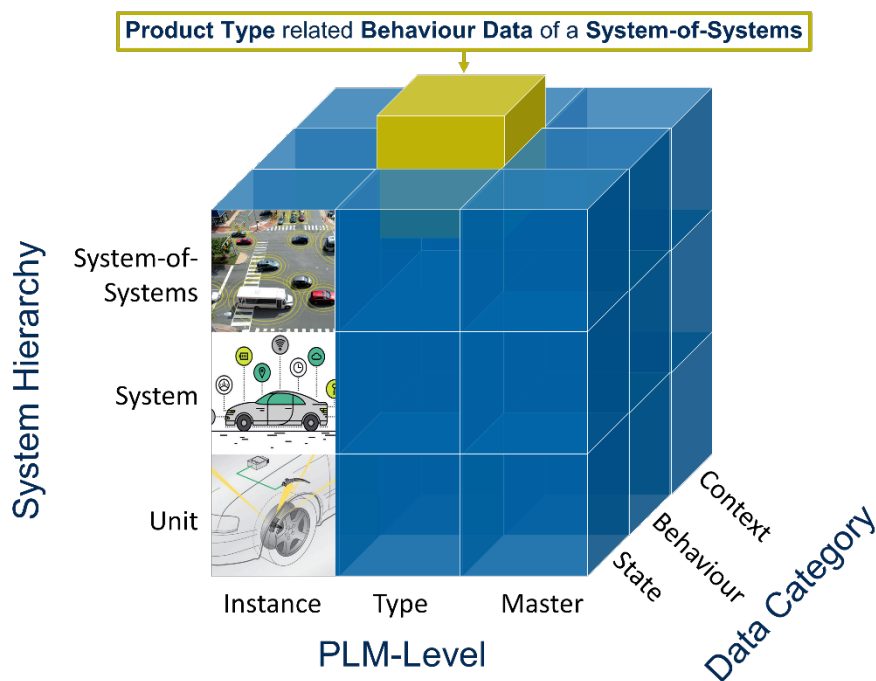 Product Type related Behaviour Data of a System-of-Systems
System Hierarchy
System-of-
Systems
System
Unit
Instance
Type
Master
PLM-Level
State
Behaviour
Context
Data Category